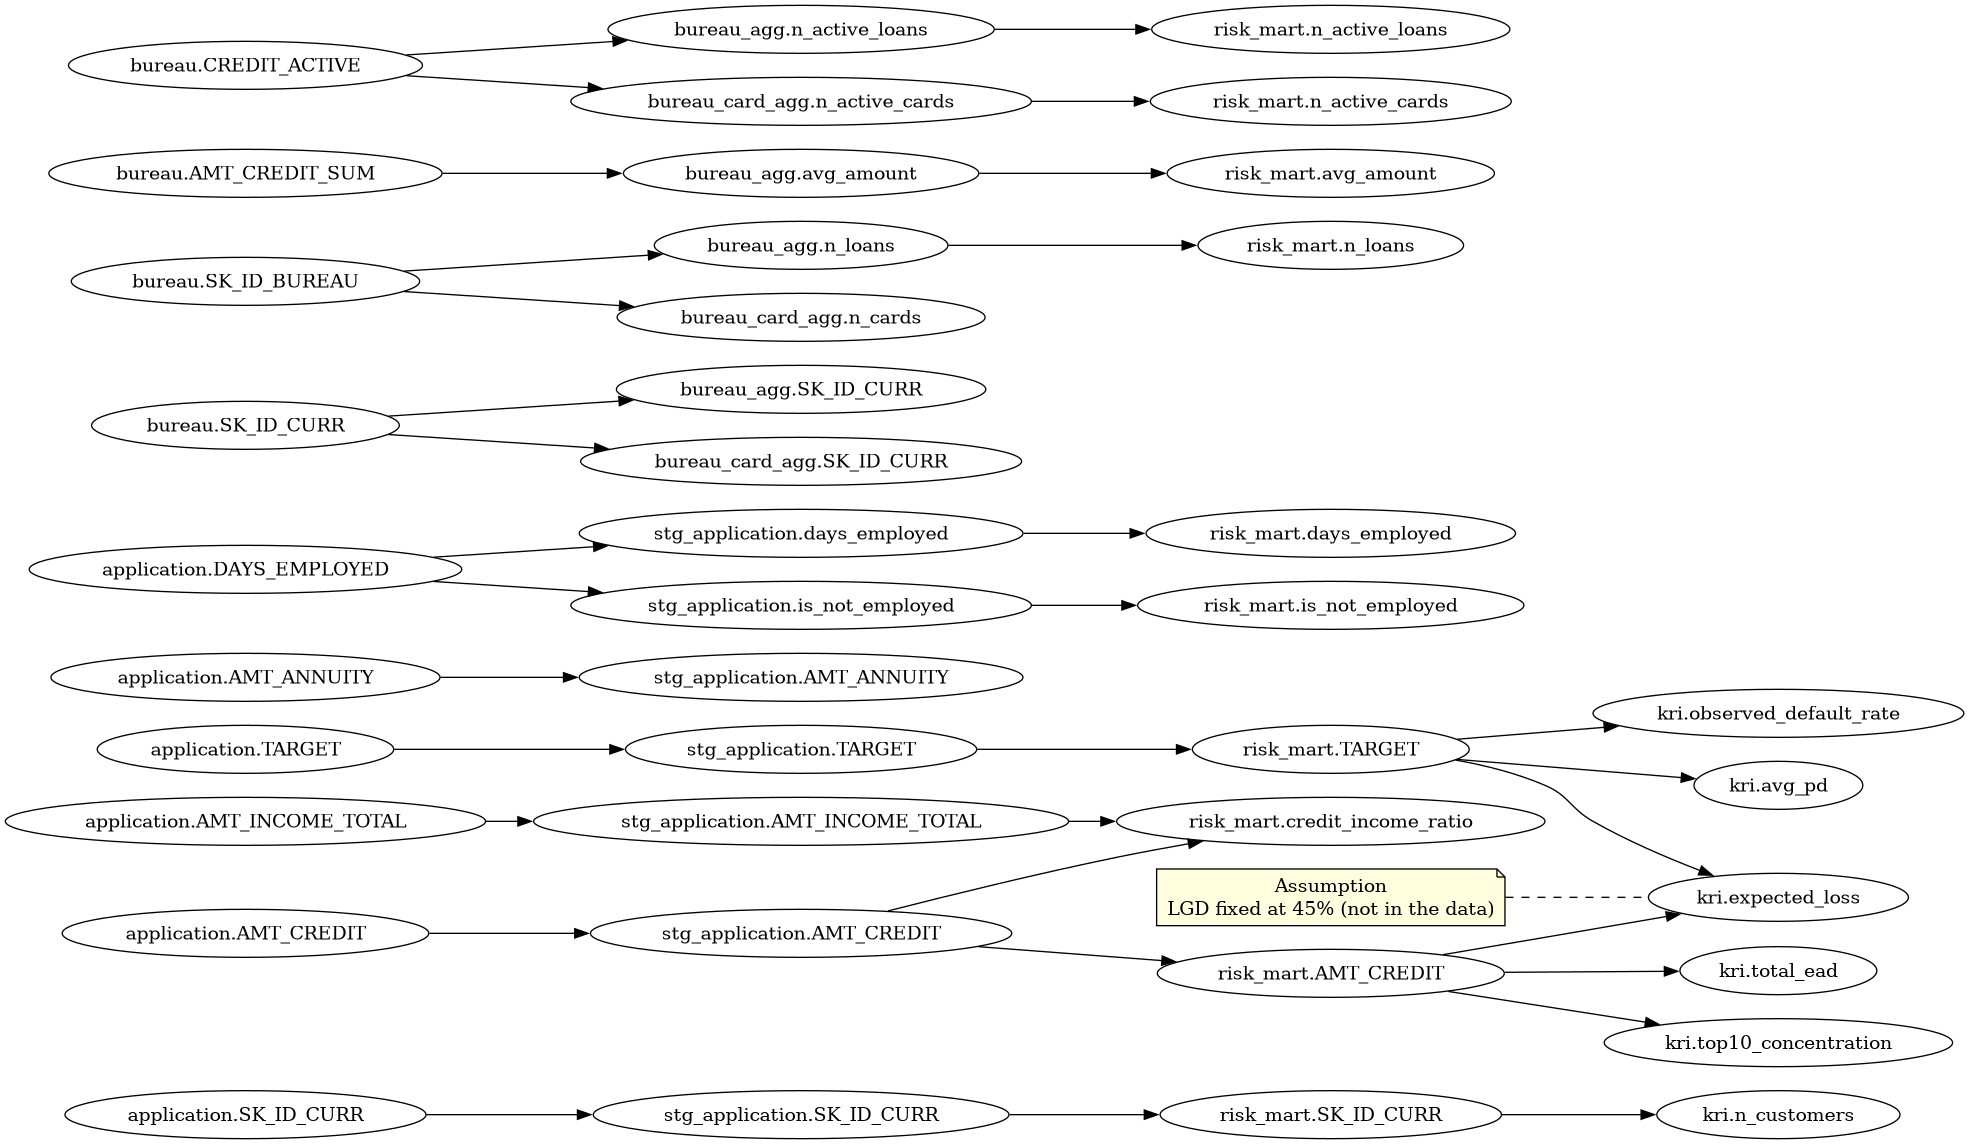 bureau.CREDIT_ACTIVE
bureau_agg.n_active_loans
risk_mart.n_active_loans
bureau_card_agg.n_active_cards
risk_mart.n_active_cards
bureau.AMT_CREDIT_SUM
bureau_agg.avg_amount
risk_mart.avg_amount
bureau.SK_ID_BUREAU
bureau_agg.n_loans
risk_mart.n_loans
bureau_card_agg.n_cards
bureau.SK_ID_CURR
bureau_agg.SK_ID_CURR
bureau_card_agg.SK_ID_CURR
application.DAYS_EMPLOYED
stg_application.days_employed
risk_mart.days_employed
stg_application.is_not_employed
risk_mart.is_not_employed
application.AMT_ANNUITY
stg_application.AMT_ANNUITY
application.TARGET
stg_application.TARGET
risk_mart.TARGET
kri.observed_default_rate
kri.avg_pd
application.AMT_INCOME_TOTAL
stg_application.AMT_INCOME_TOTAL
risk_mart.credit_income_ratio
Assumption
LGD fixed at 45% (not in the data)
kri.expected_loss
application.AMT_CREDIT
stg_application.AMT_CREDIT
risk_mart.AMT_CREDIT
kri.total_ead
kri.top10_concentration
application.SK_ID_CURR
stg_application.SK_ID_CURR
risk_mart.SK_ID_CURR
kri.n_customers